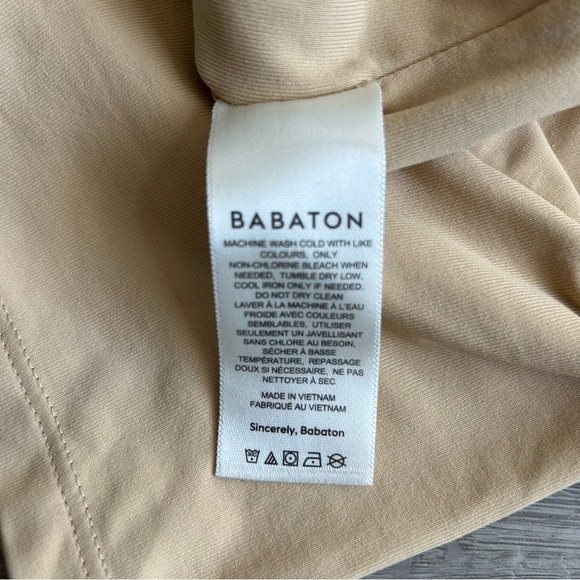 BABATON
MACHINE WASH COLD WITH LIKE
COLOURS, ONLY
NON-CHLORINE BLEACH WHEN
NEEDED, TUMBLE DRY LOW,
COOL IRON ONLY IF NEEDED.
DO NOT DRY CLEAN
LAVER À LA MACHINE À L'EAU
FROIDE AVEC COULEURS
SEMBLABLES, UTILISER
SEULEMENT UN JAVELLISANT
SANS CHLORE AU BESOIN,
SÉCHER À BASSE
TEMPÉRATURE, REPASSAGE
DOUX SI NÉCESSAIRE, NE PAS
NETTOYER À SEC
MADE IN VIETNAM
FABRIQUÉ AU VIETNAM
Sincerely, Babaton